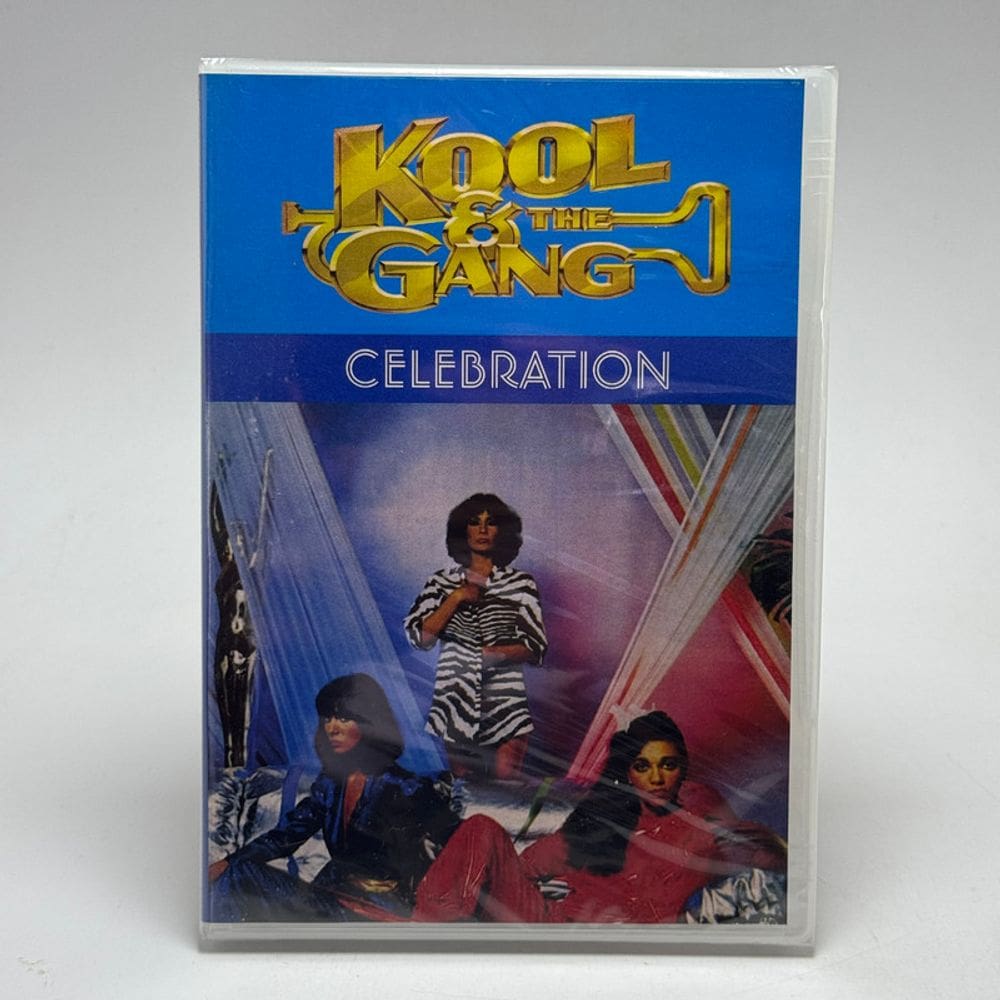 KOOL
& THE
GANG
CELEBRATION